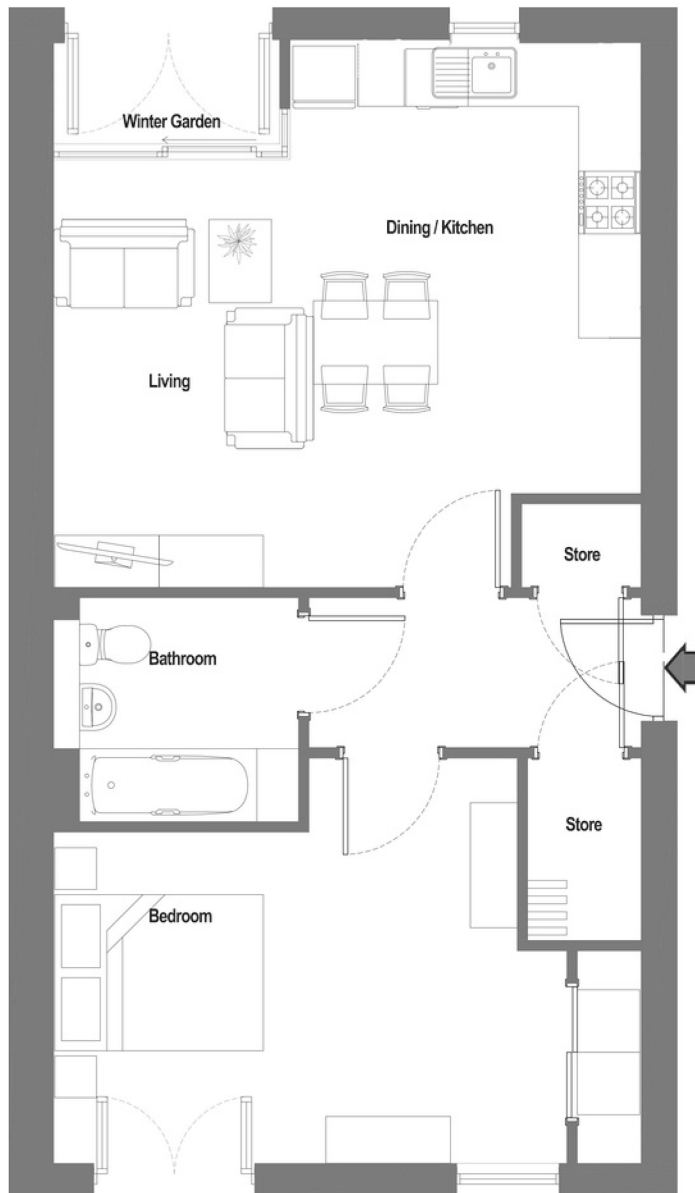 Winter Garden
Dining / Kitchen
Living
Store
Bathroom
Store
Bedroom